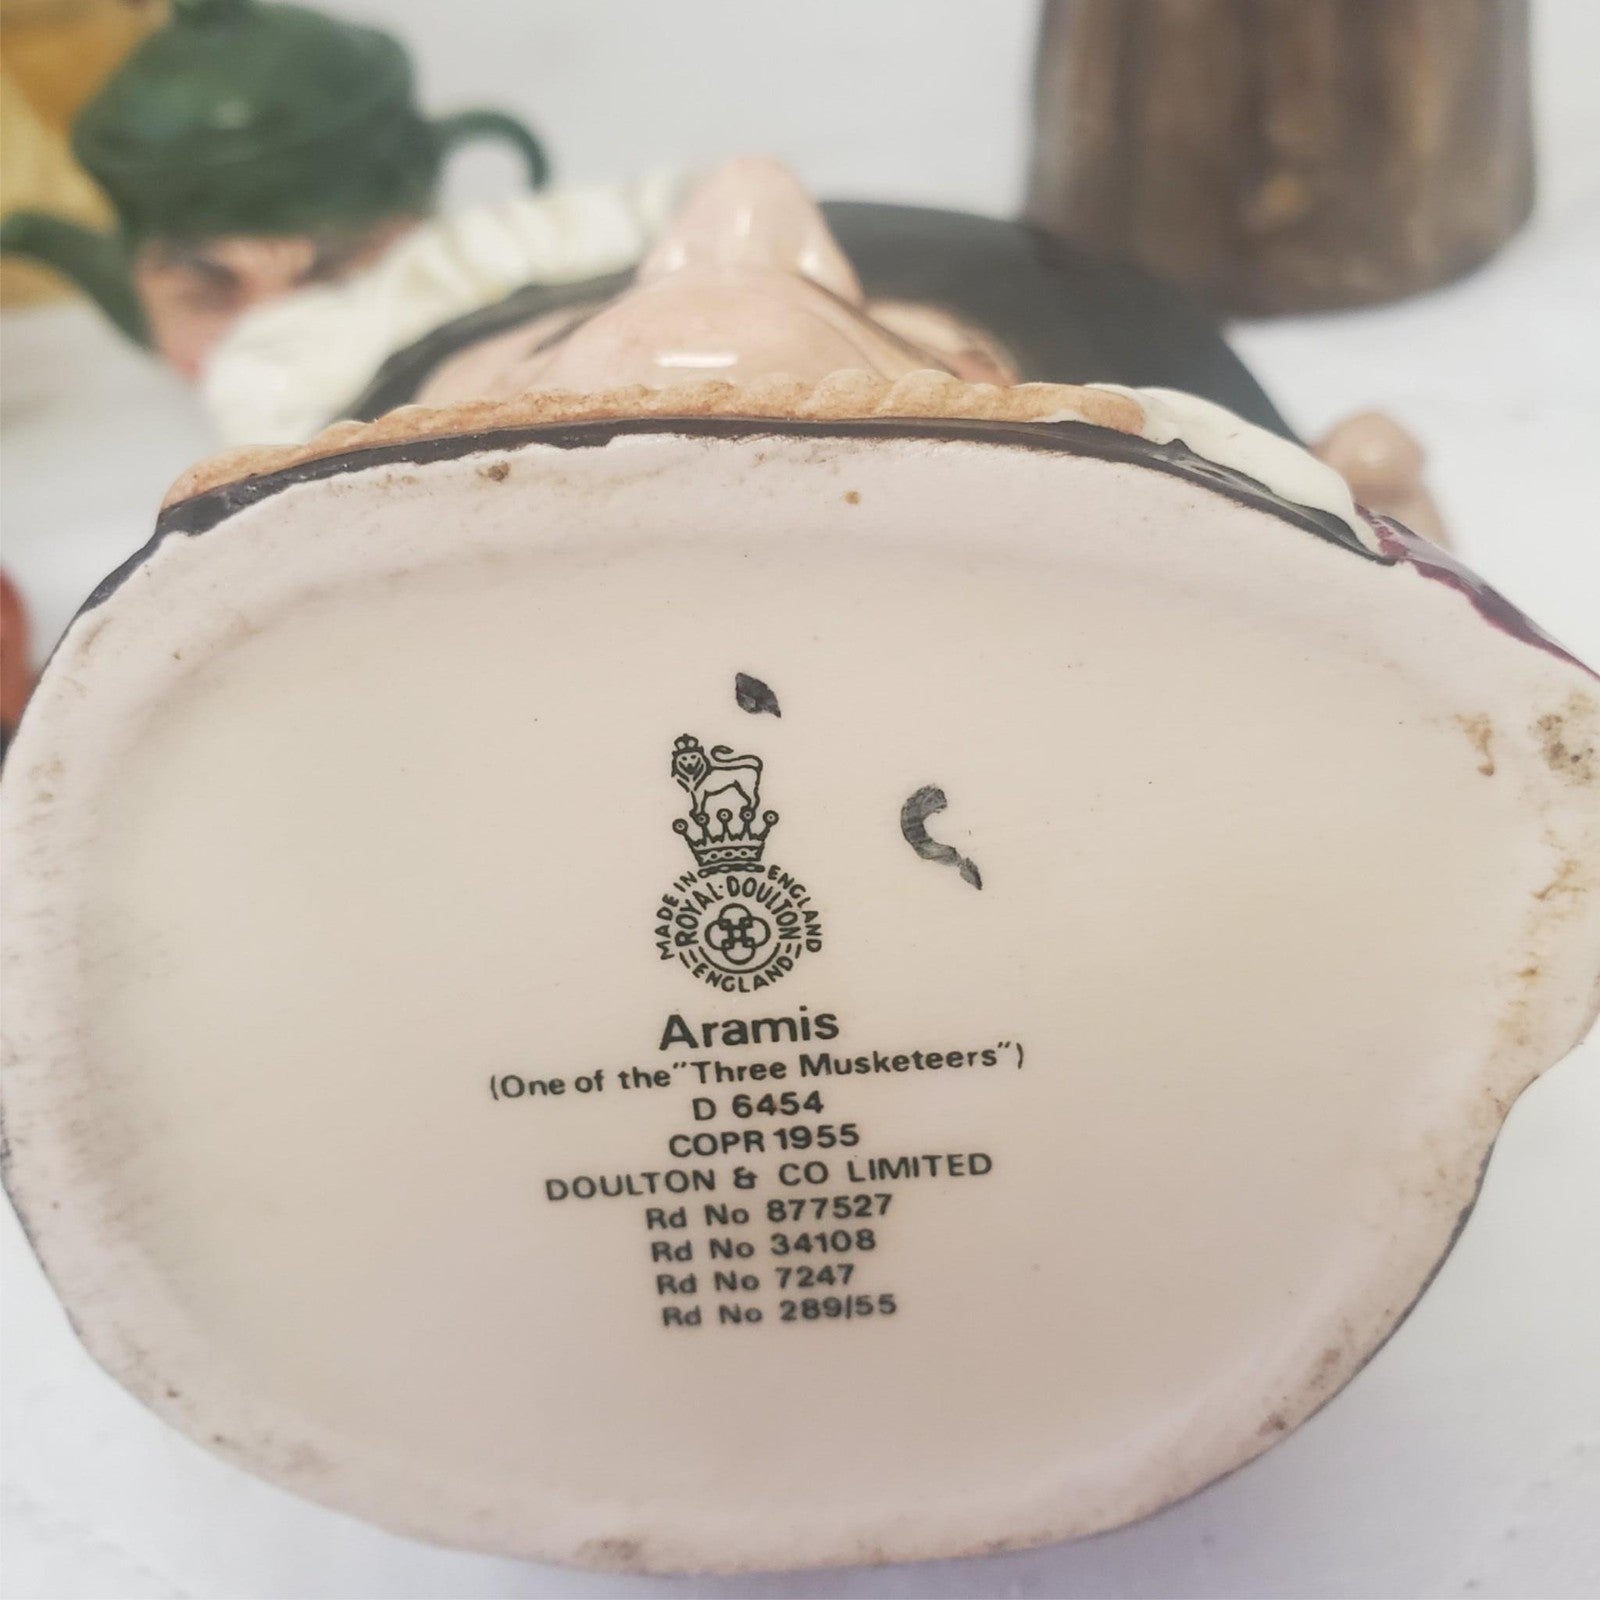 MADE IN ENGLAND
ROYAL·DOULTON
ENGLAND
Aramis
(One of the "Three Musketeers")
D 6454
COPR 1955
DOULTON & CO LIMITED
Rd No 877527
Rd No 34108
Rd No 7247
Rd No 289/55